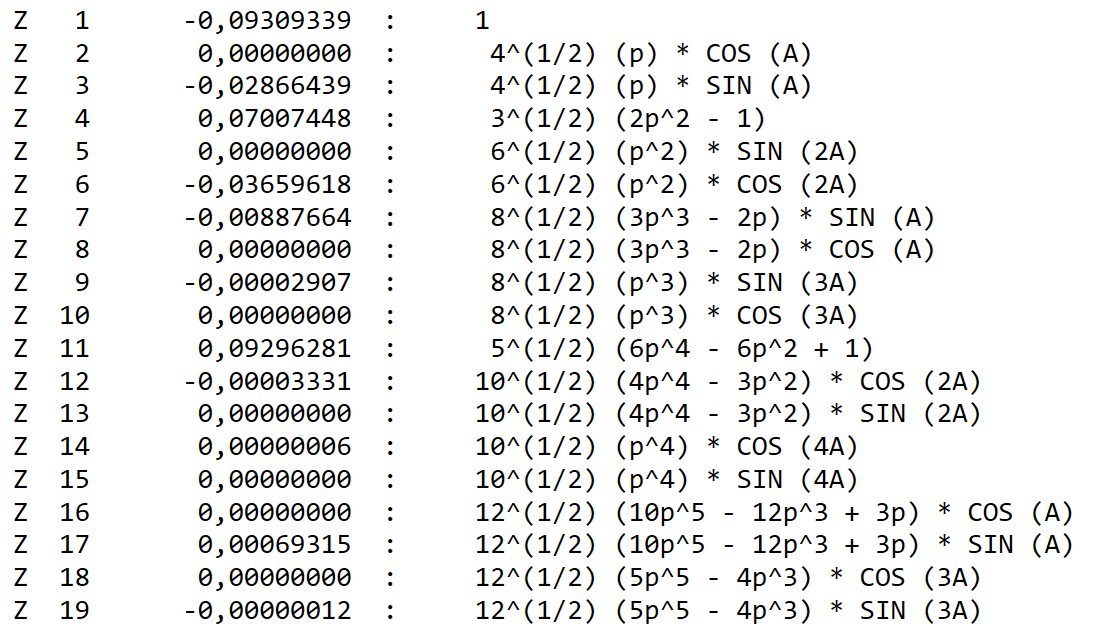 Z 1 -0,09309339 : 1
Z 2 0,00000000 : 4^(1/2) (p) * COS (A)
Z 3 -0,02866439 : 4^(1/2) (p) * SIN (A)
Z 4 0,07007448 : 3^(1/2) (2p^2 - 1)
Z 5 0,00000000 : 6^(1/2) (p^2) * SIN (2A)
Z 6 -0,03659618 : 6^(1/2) (p^2) * COS (2A)
Z 7 -0,00887664 : 8^(1/2) (3p^3 - 2p) * SIN (A)
Z 8 0,00000000 : 8^(1/2) (3p^3 - 2p) * COS (A)
Z 9 -0,00002907 : 8^(1/2) (p^3) * SIN (3A)
Z 10 0,00000000 : 8^(1/2) (p^3) * COS (3A)
Z 11 0,09296281 : 5^(1/2) (6p^4 - 6p^2 + 1)
Z 12 -0,00003331 : 10^(1/2) (4p^4 - 3p^2) * COS (2A)
Z 13 0,00000000 : 10^(1/2) (4p^4 - 3p^2) * SIN (2A)
Z 14 0,00000006 : 10^(1/2) (p^4) * COS (4A)
Z 15 0,00000000 : 10^(1/2) (p^4) * SIN (4A)
Z 16 0,00000000 : 12^(1/2) (10p^5 - 12p^3 + 3p) * COS (A)
Z 17 0,00069315 : 12^(1/2) (10p^5 - 12p^3 + 3p) * SIN (A)
Z 18 0,00000000 : 12^(1/2) (5p^5 - 4p^3) * COS (3A)
Z 19 -0,00000012 : 12^(1/2) (5p^5 - 4p^3) * SIN (3A)